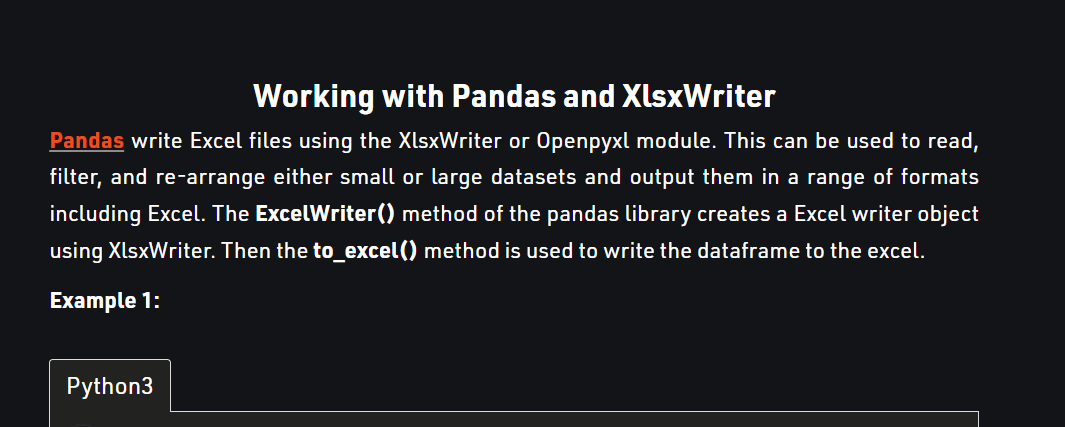 Working with Pandas and XlsxWriter
Pandas write Excel files using the XlsxWriter or Openpyxl module. This can be used to read,
filter, and re-arrange either small or large datasets and output them in a range of formats
including Excel. The ExcelWriter() method of the pandas library creates a Excel writer object
using XlsxWriter. Then the to_excel() method is used to write the dataframe to the excel.
Example 1:
Python3